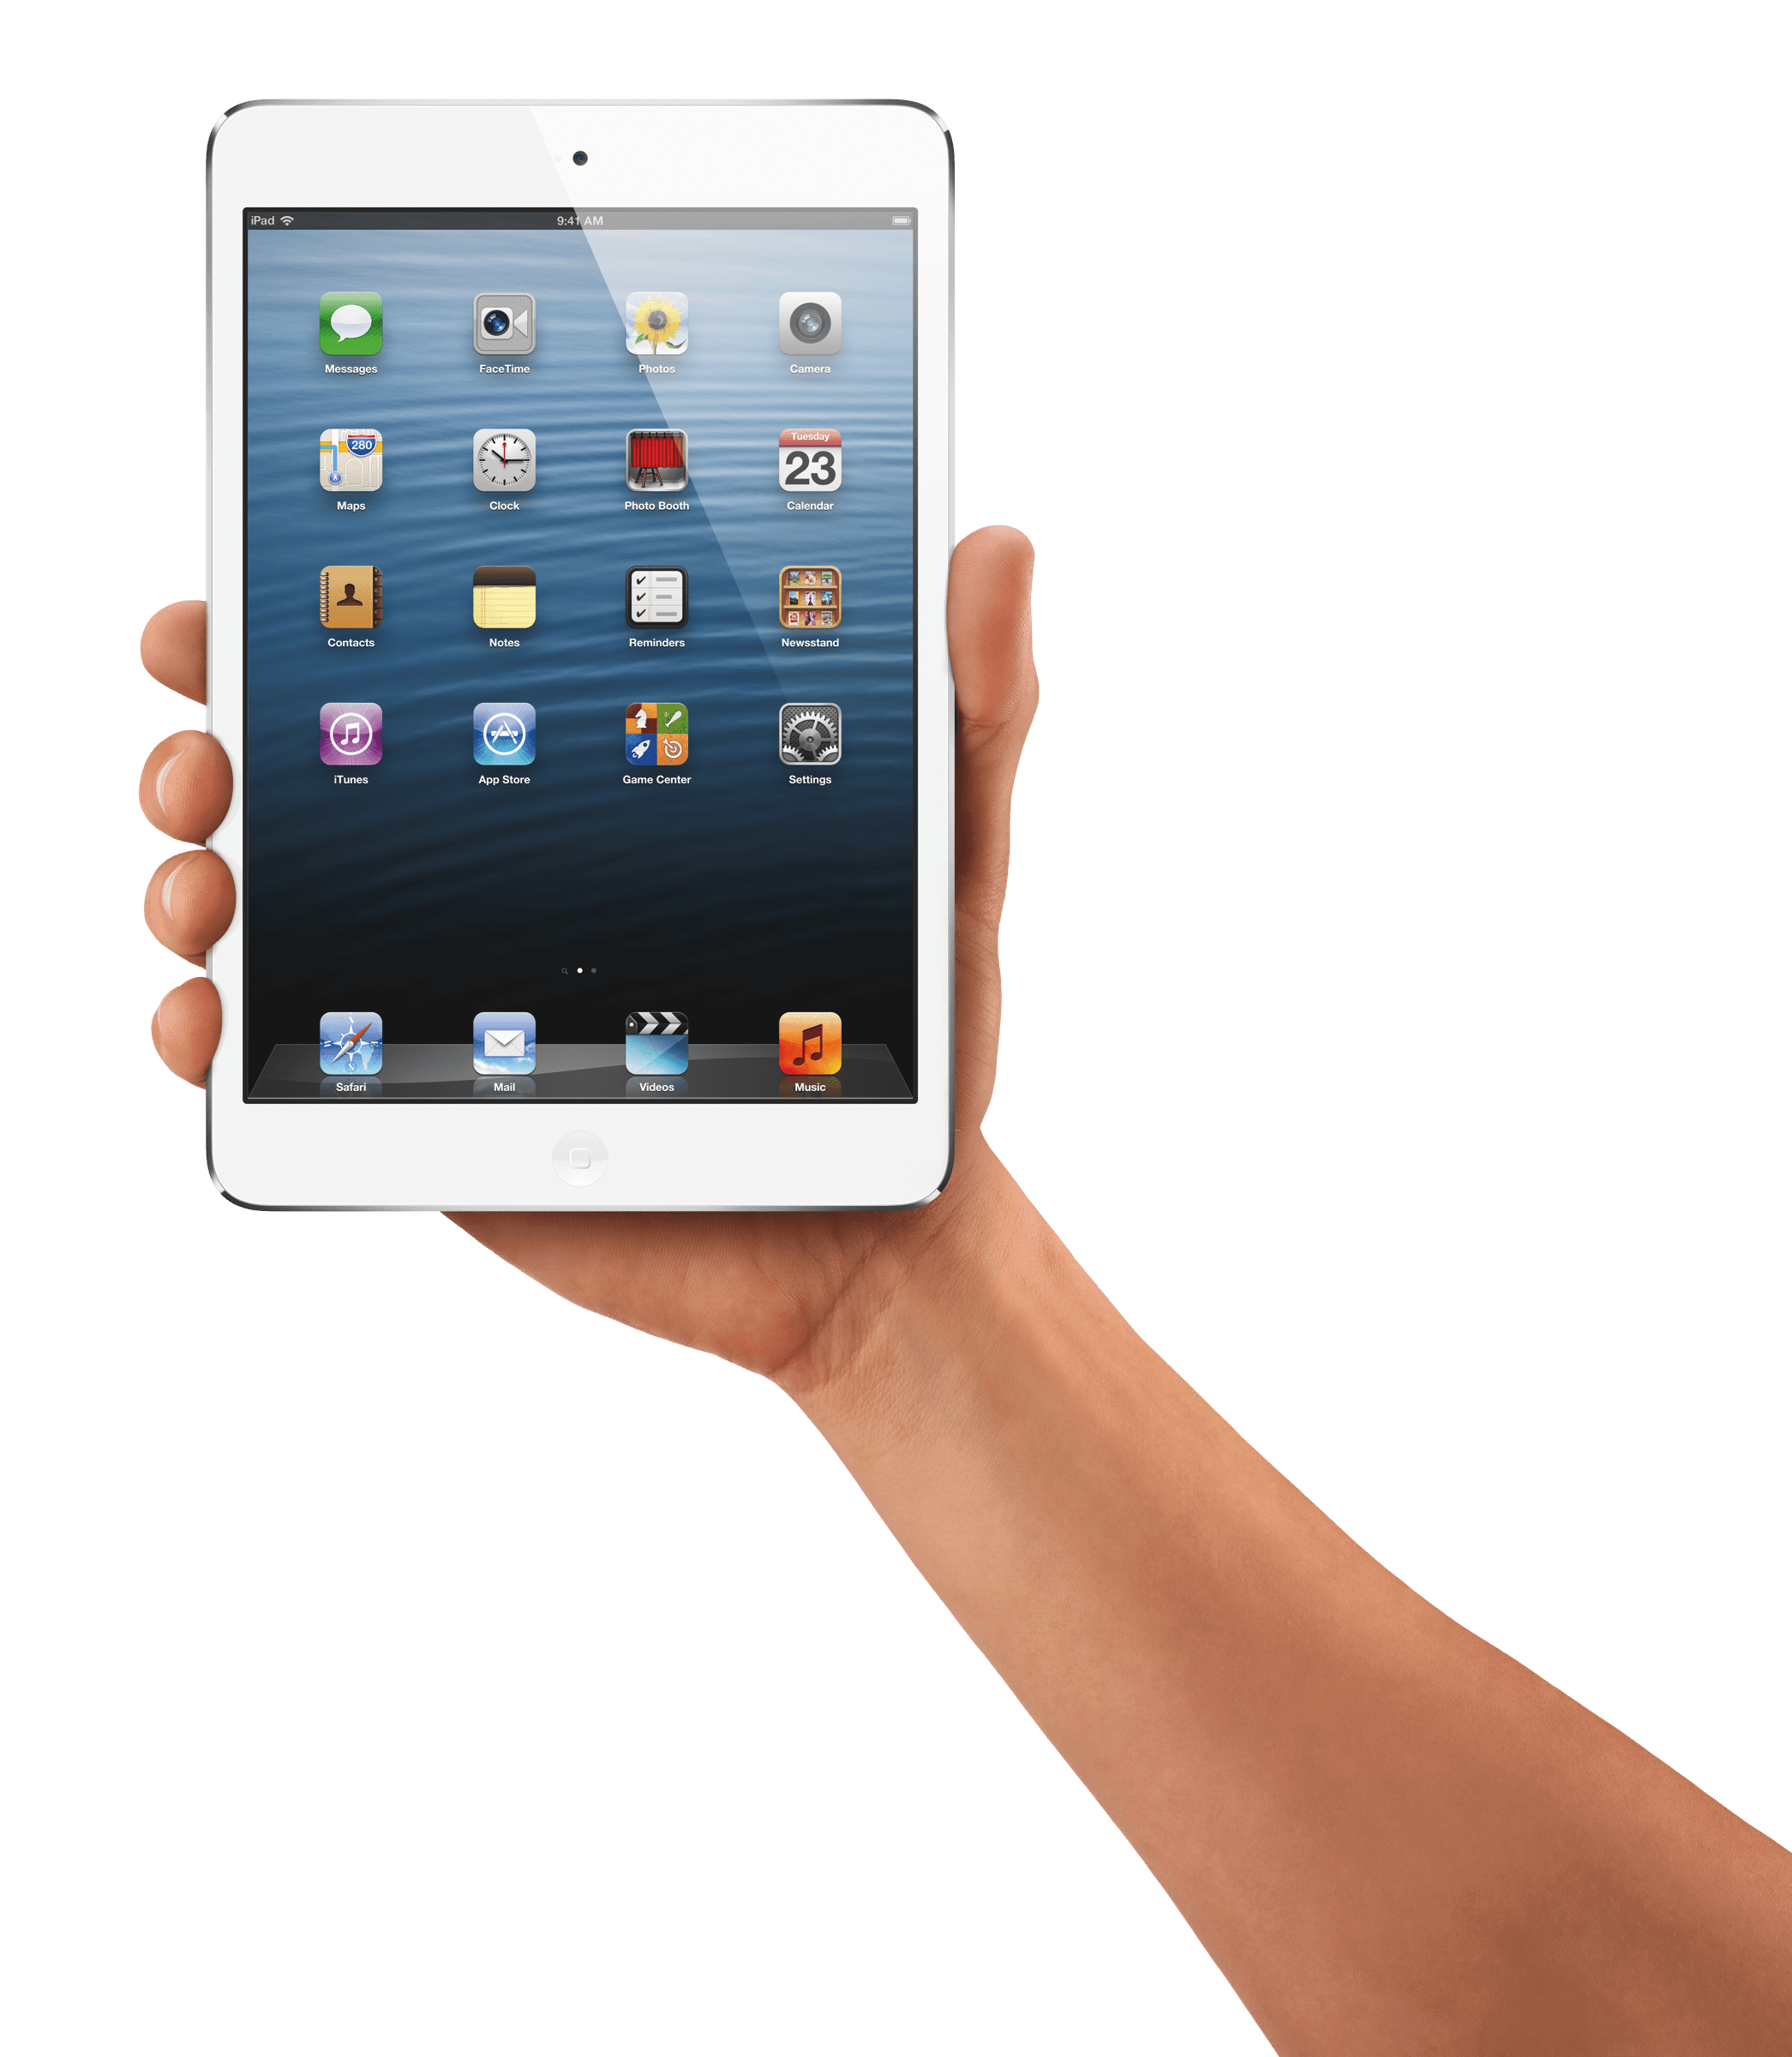 iPad 9:41 AM
Messages FaceTime Photos Camera
280
Tuesday
23
Maps Clock Photo Booth Calendar
Contacts Notes Reminders Newsstand
iTunes App Store Game Center Settings
Safari Mail Videos Music